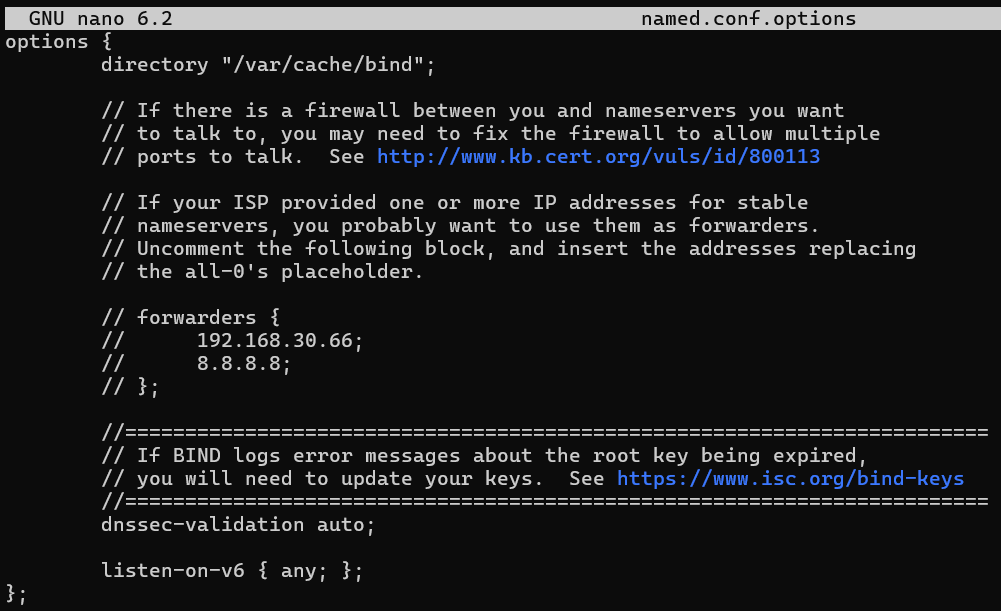 GNU nano 6.2 named.conf.options
options {
directory "/var/cache/bind";
// If there is a firewall between you and nameservers you want
// to talk to, you may need to fix the firewall to allow multiple
// ports to talk.  See http://www.kb.cert.org/vuls/id/800113
// If your ISP provided one or more IP addresses for stable
// nameservers, you probably want to use them as forwarders.
// Uncomment the following block, and insert the addresses replacing
// the all-0's placeholder.
// forwarders {
//      192.168.30.66;
//      8.8.8.8;
// };
//========================================================================
// If BIND logs error messages about the root key being expired,
// you will need to update your keys.  See https://www.isc.org/bind-keys
//========================================================================
dnssec-validation auto;
listen-on-v6 { any; };
};